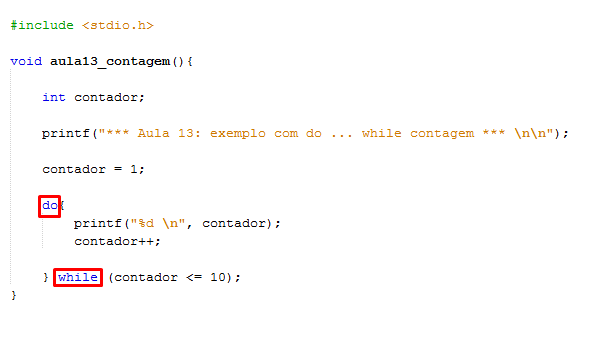 #include <stdio.h>
void aula13_contagem(){
int contador;
printf("*** Aula 13: exemplo com do ... while contagem *** \n\n");
contador = 1;
do{
printf("%d \n", contador);
contador++;
} while (contador <= 10);
}